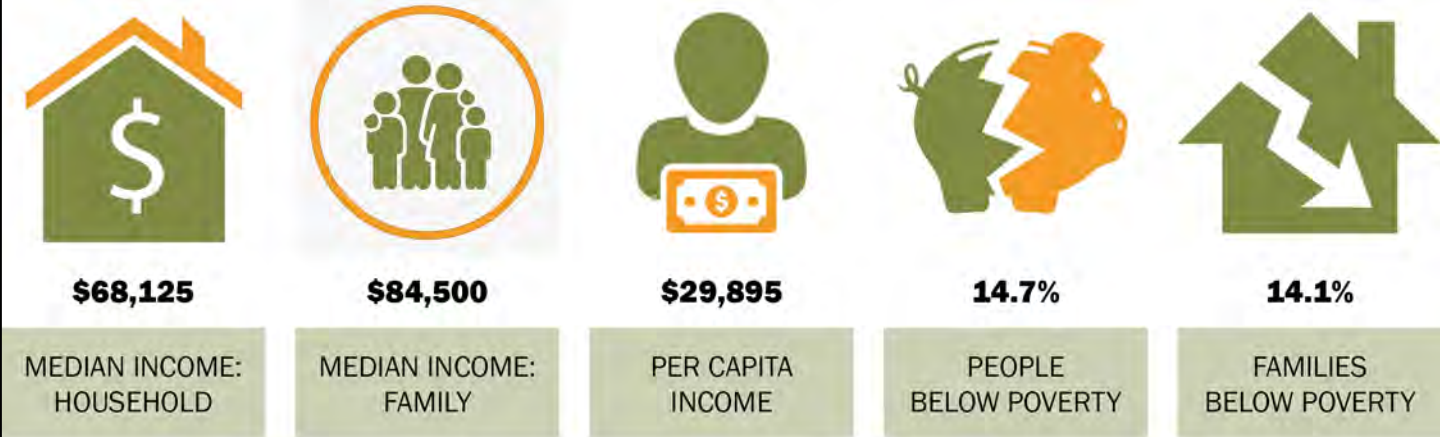 $
$
$68,125
$84,500
$29,895
14.7%
14.1%
MEDIAN INCOME:
HOUSEHOLD
MEDIAN INCOME:
FAMILY
PER CAPITA
INCOME
PEOPLE
BELOW POVERTY
FAMILIES
BELOW POVERTY